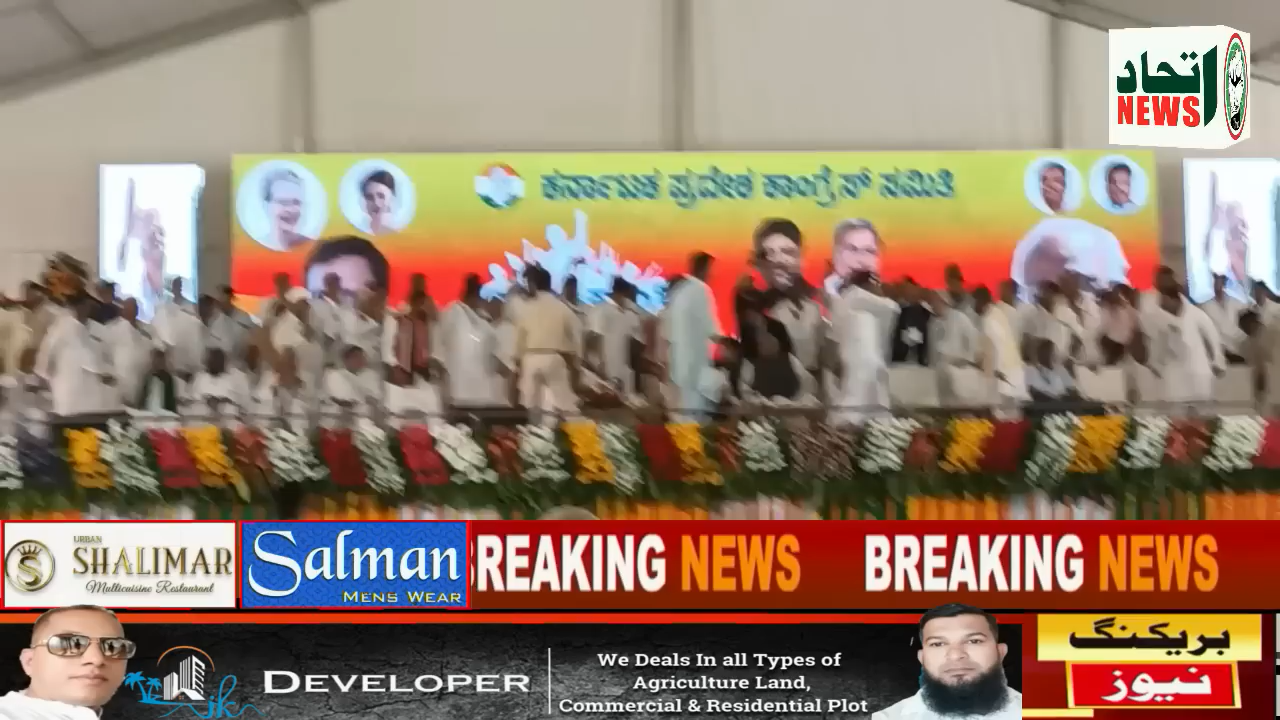 اتحاد
NEWS
ಕರ್ನಾಟಕ ಪ್ರದೇಶ ಕಾಂಗ್ರೆಸ್ ಸಮಿತಿ
URBAN
SHALIMAR
Multicuisine Restaurant
Salman
MENS WEAR
BREAKING NEWS
BREAKING NEWS
jk
DEVELOPER
We Deals In all Types of
Agriculture Land,
Commercial & Residential Plot
بریکنگ
نیوز